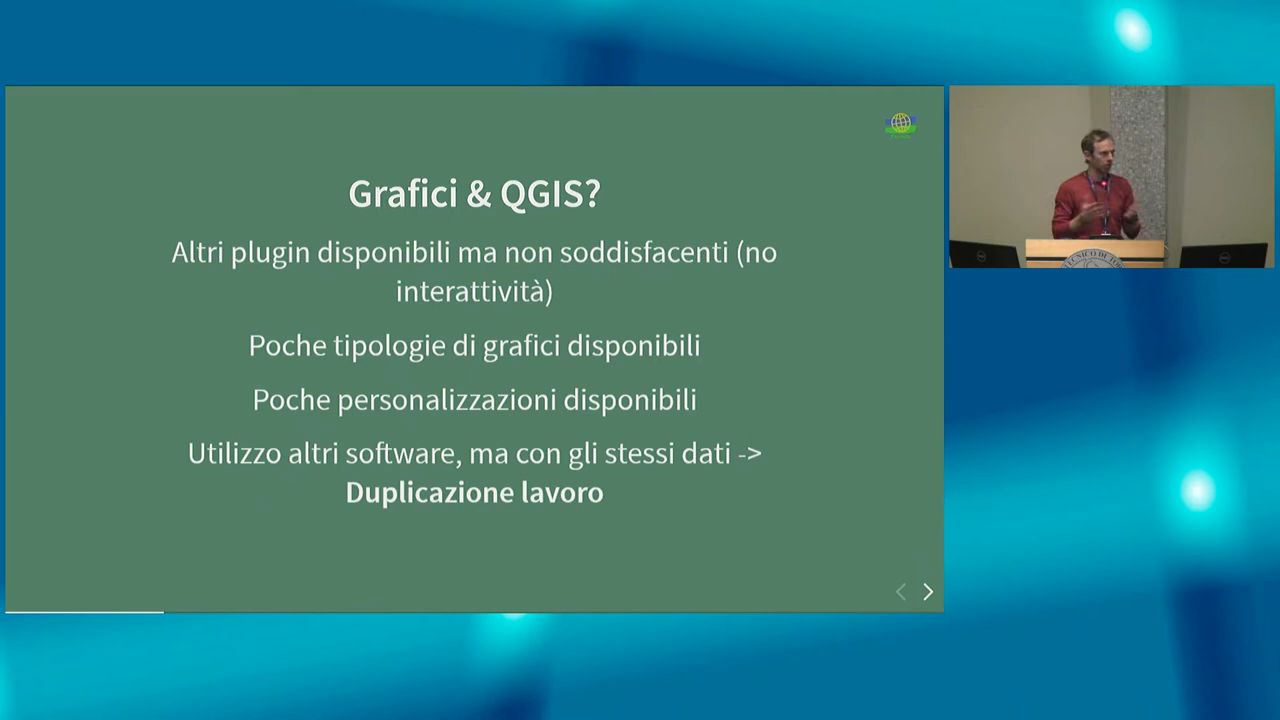 Grafici & QGIS?
Altri plugin disponibili ma non soddisfacenti (no
interattività)
Poche tipologie di grafici disponibili
Poche personalizzazioni disponibili
Utilizzo altri software, ma con gli stessi dati ->
Duplicazione lavoro